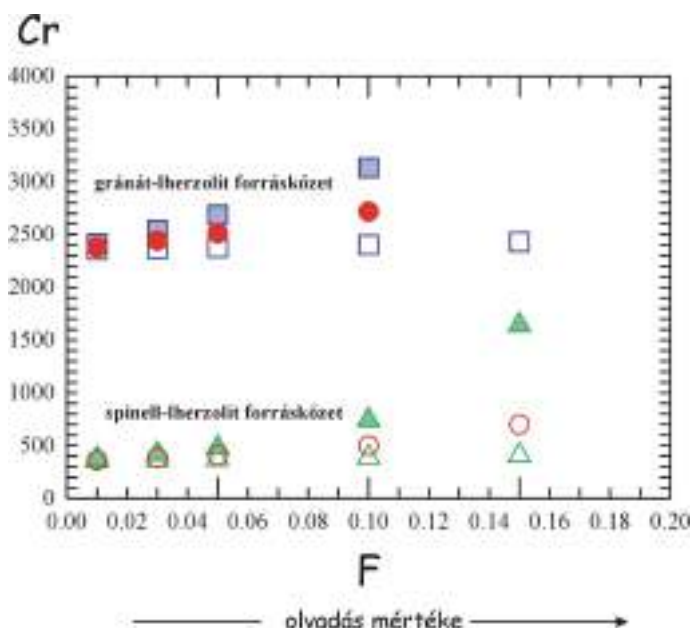 Cr
4000
3500
3000
2500
2000
1500
1000
500
0
gránát-lherzolit forráskőzet
spinell-lherzolit forráskőzet
0.00 0.02 0.04 0.06 0.08 0.10 0.12 0.14 0.16 0.18 0.20
F
olvadás mértéke